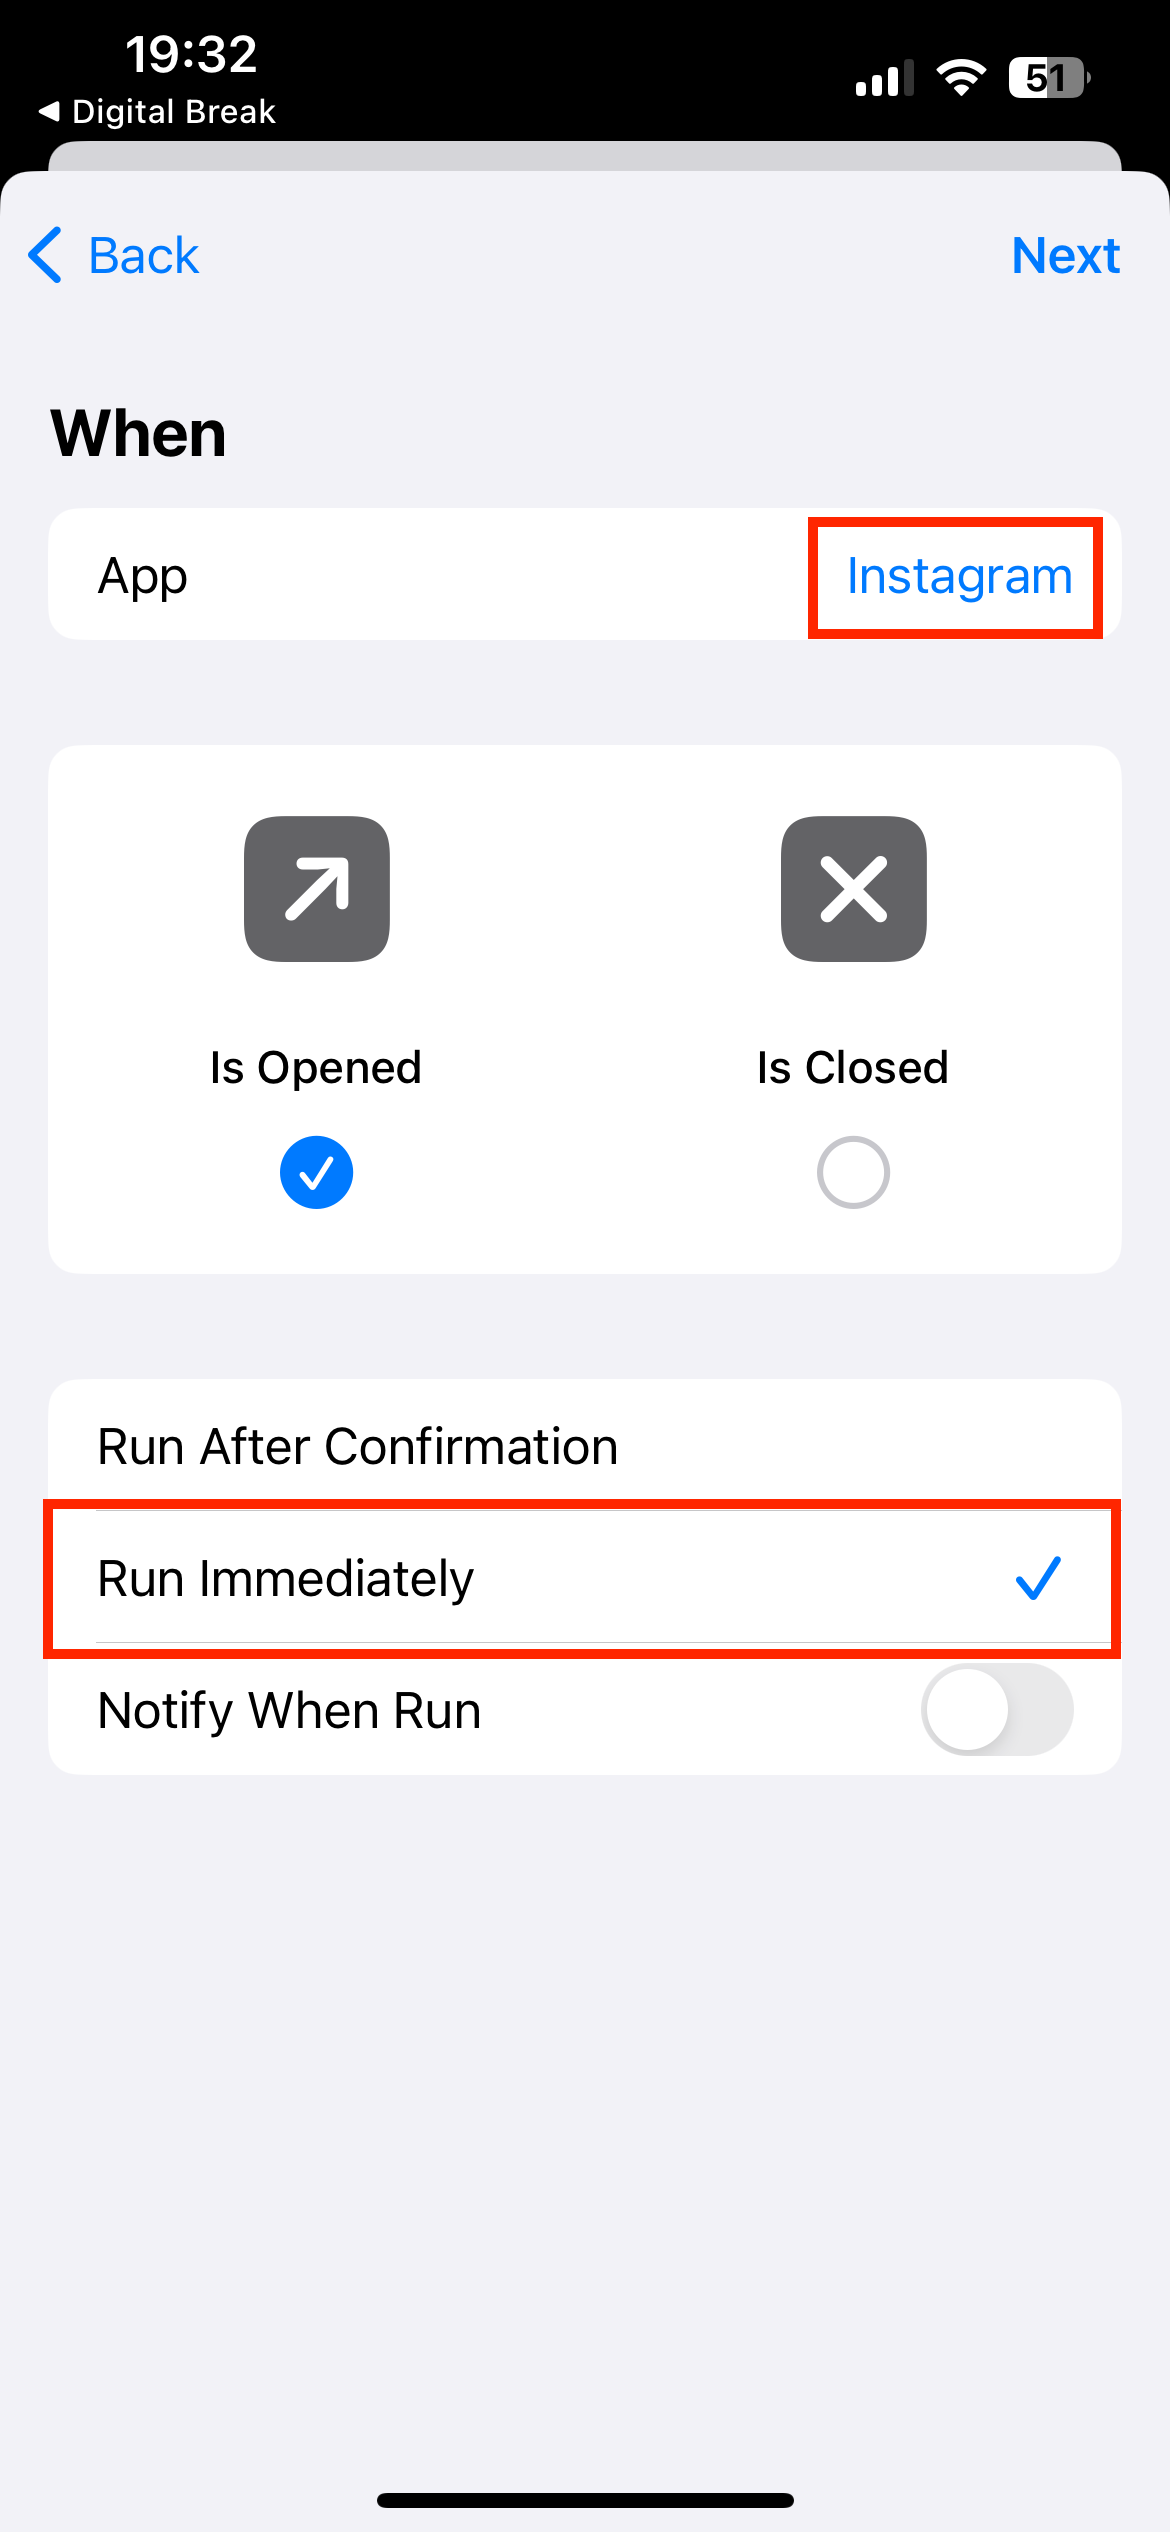 19:32
51
Digital Break
Back
Next
When
App
Instagram
Is Opened
Is Closed
Run After Confirmation
Run Immediately
Notify When Run